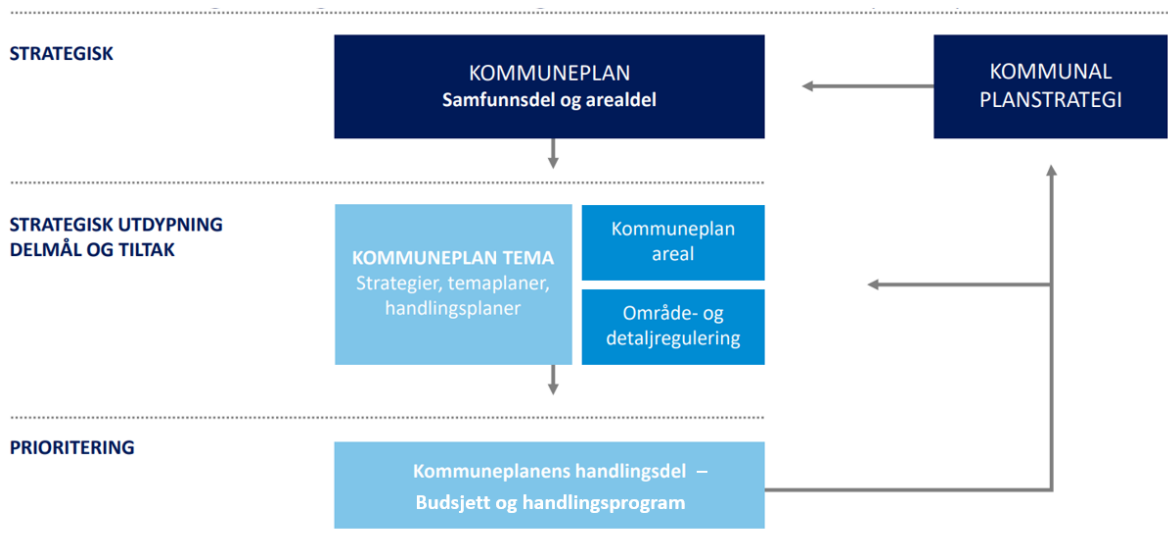 STRATEGISK
KOMMUNEPLAN
Samfunnsdel og arealdel
KOMMUNAL
PLANSTRATEGI
STRATEGISK UTDYPNING
DELMÅL OG TILTAK
KOMMUNEPLAN TEMA
Strategier, temaplaner,
handlingsplaner
Kommuneplan
areal
Område- og
detaljregulering
PRIORITERING
Kommuneplanens handlingsdel –
Budsjett og handlingsprogram